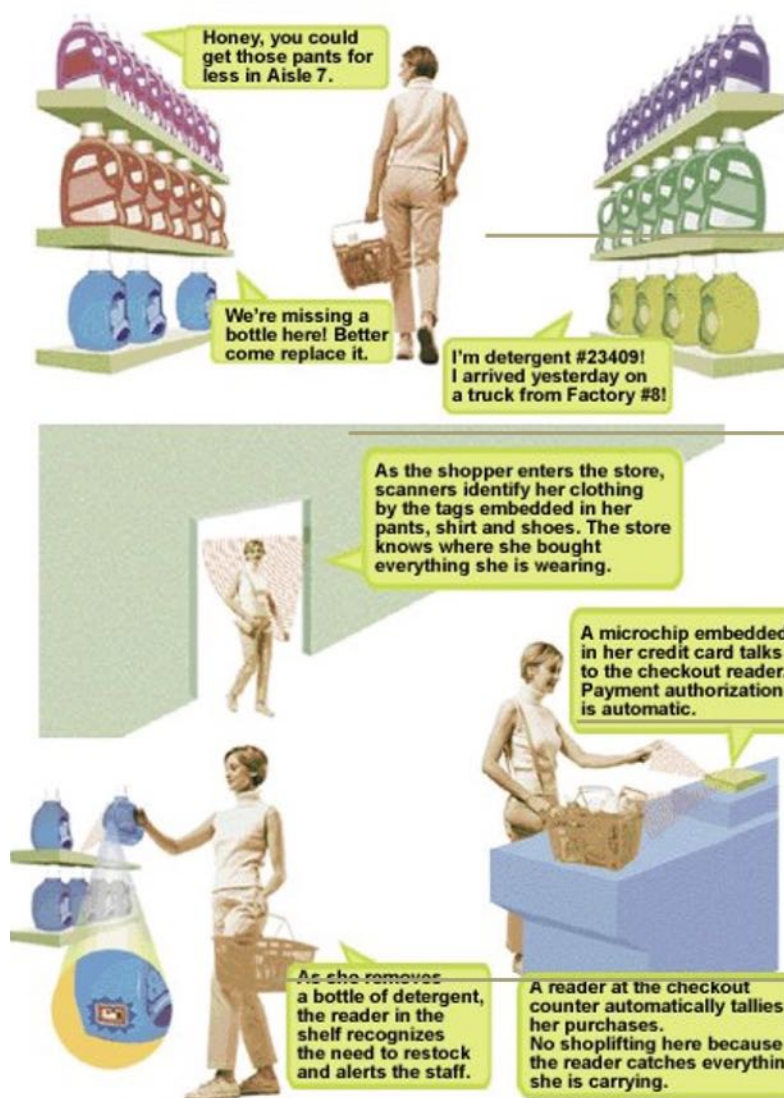 Honey, you could
get those pants for
less in Aisle 7.
We're missing a
bottle here! Better
come replace it.
I'm detergent #23409!
I arrived yesterday on
a truck from Factory #8!
As the shopper enters the store,
scanners identify her clothing
by the tags embedded in her
pants, shirt and shoes. The store
knows where she bought
everything she is wearing.
A microchip embedded
in her credit card talks
to the checkout reader.
Payment authorization
is automatic.
As she removes
a bottle of detergent,
the reader in the
shelf recognizes
the need to restock
and alerts the staff.
A reader at the checkout
counter automatically tallies
her purchases.
No shoplifting here because
the reader catches everythin
she is carrying.